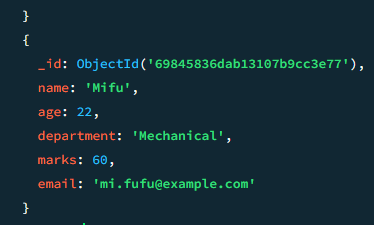 }
{
_id: ObjectId('69845836dab13107b9cc3e77'),
name: 'Mifu',
age: 22,
department: 'Mechanical',
marks: 60,
email: 'mi.fufu@example.com'
}